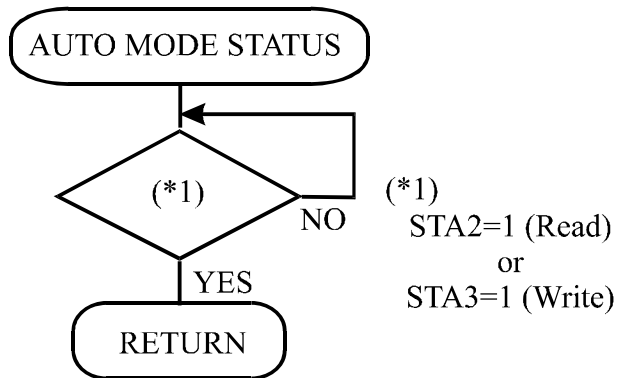 AUTO MODE STATUS
(*1)
NO
YES
RETURN
(*1)
STA2=1 (Read)
or
STA3=1 (Write)